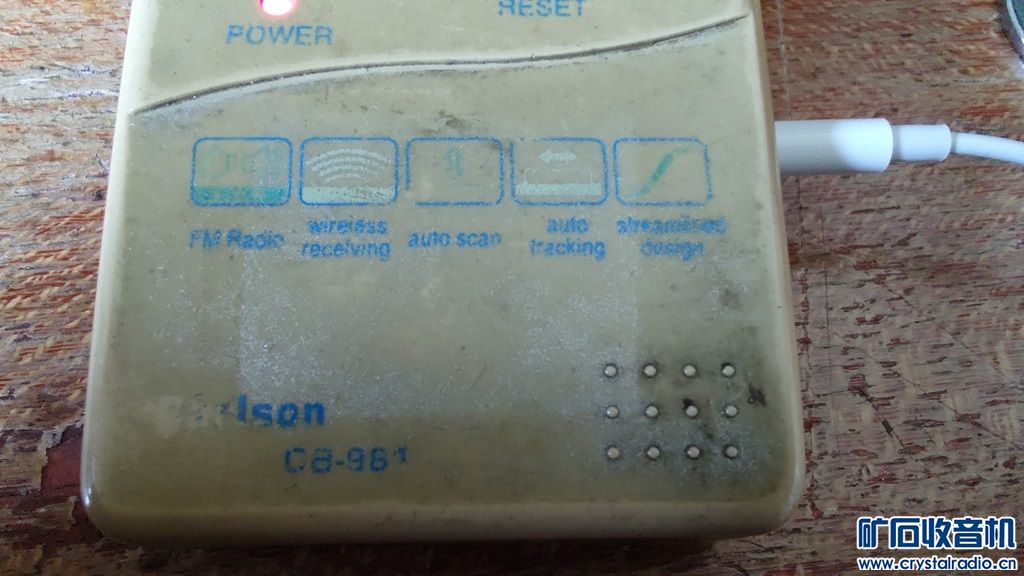 POWER
RESET
FM Radio
wireless
receiving
auto scan
auto
tracking
streamlined
design
CB-981
矿石收音机
www.crystalradio.cn